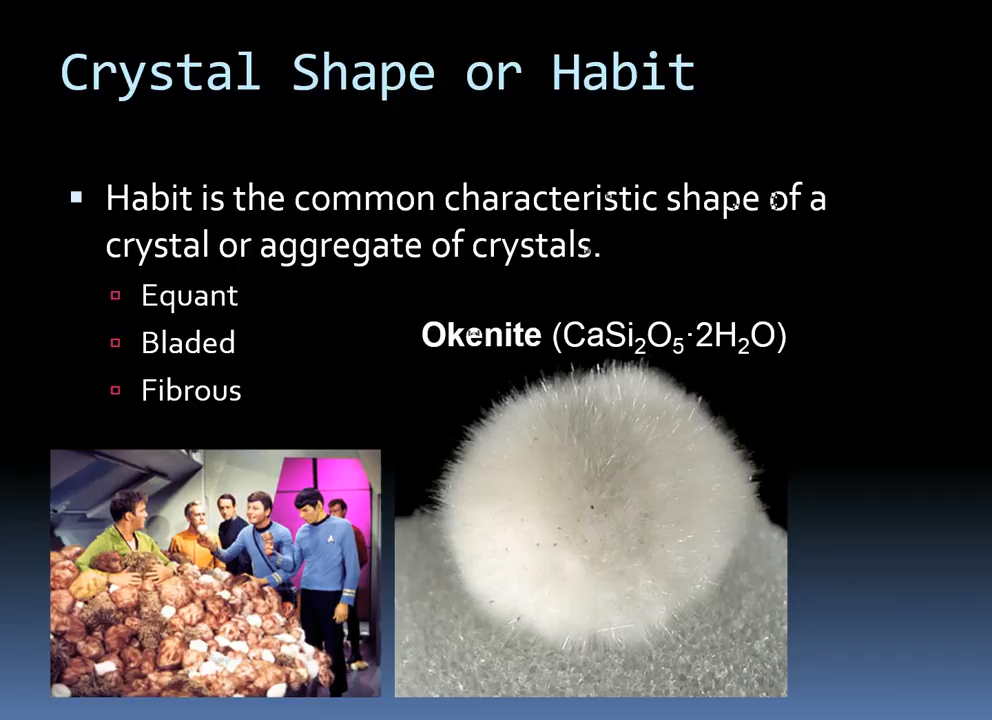 Crystal Shape or Habit
Habit is the common characteristic shape of a
crystal or aggregate of crystals.
Equant
Bladed
Fibrous
Okenite (CaSi₂O₅·2H₂O)